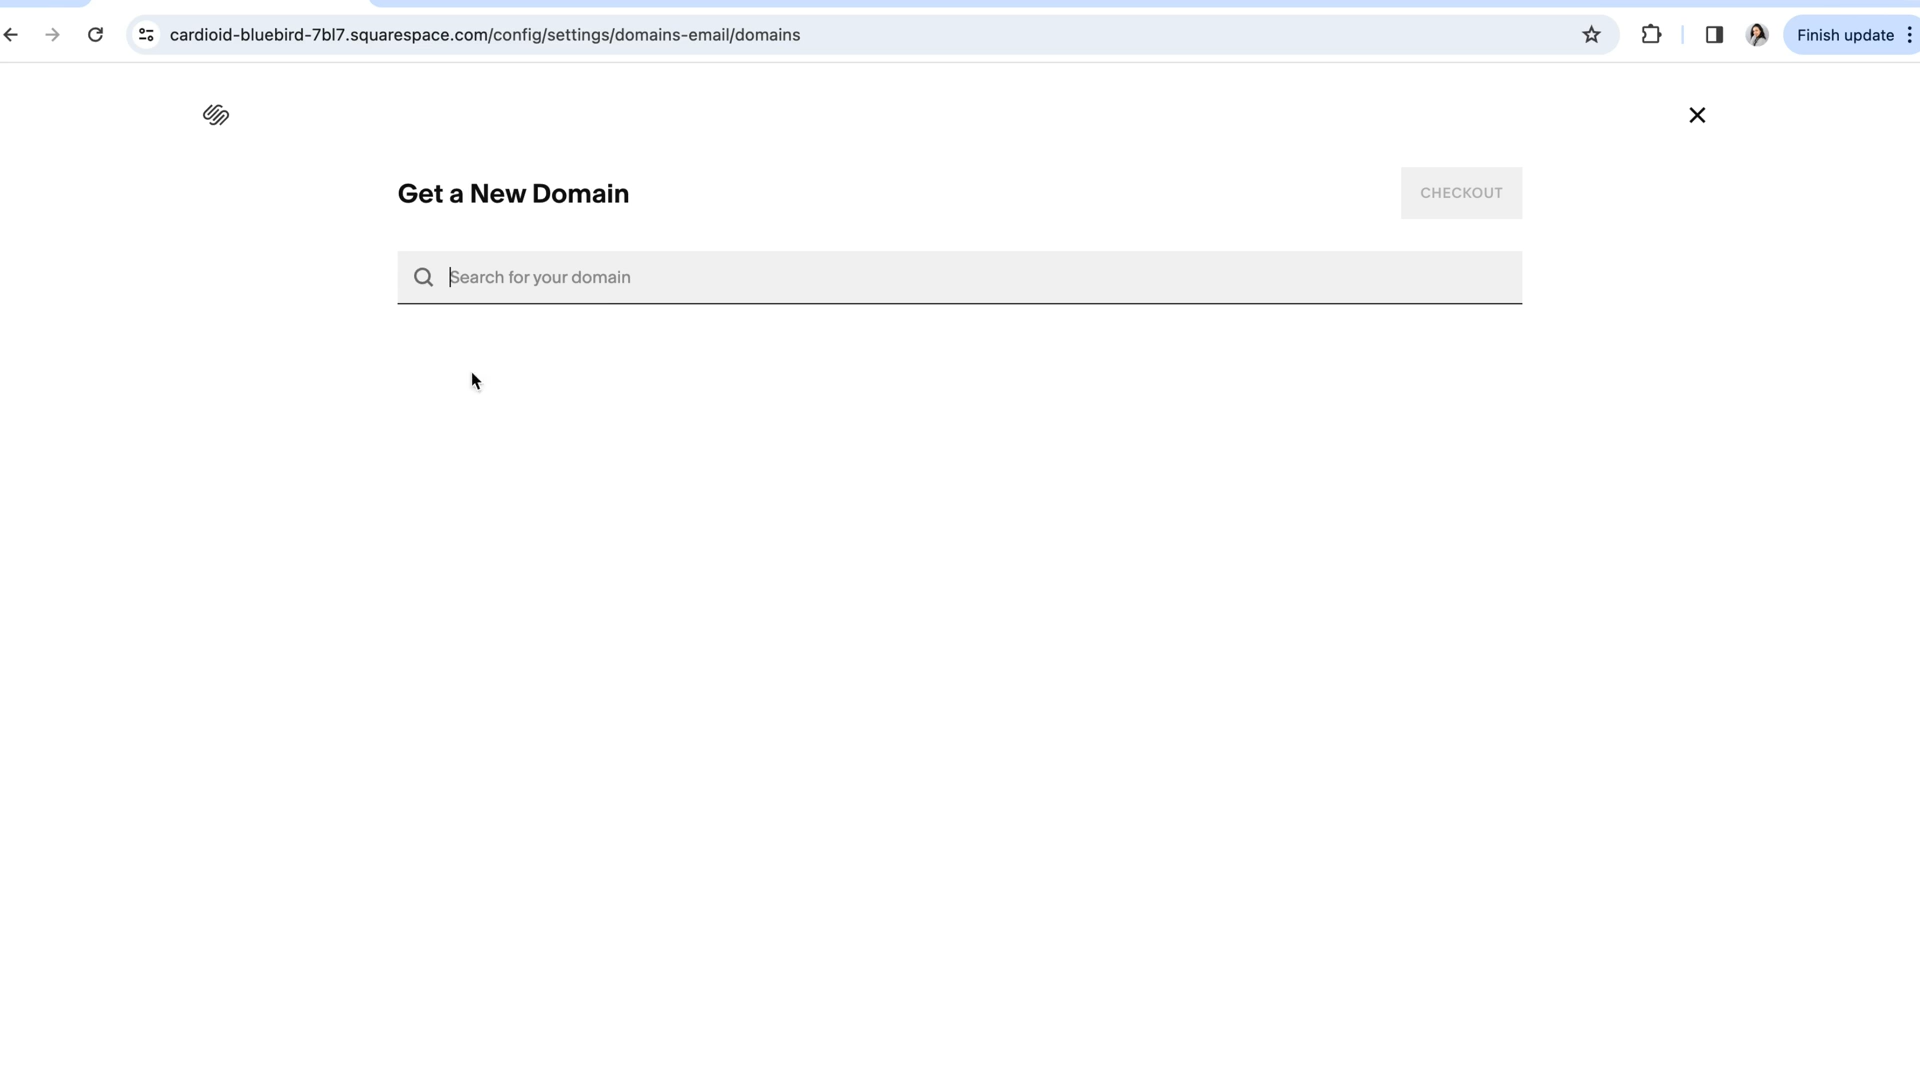 cardioid-bluebird-7bl7.squarespace.com/config/settings/domains-email/domains
Finish update
Get a New Domain
CHECKOUT
Search for your domain